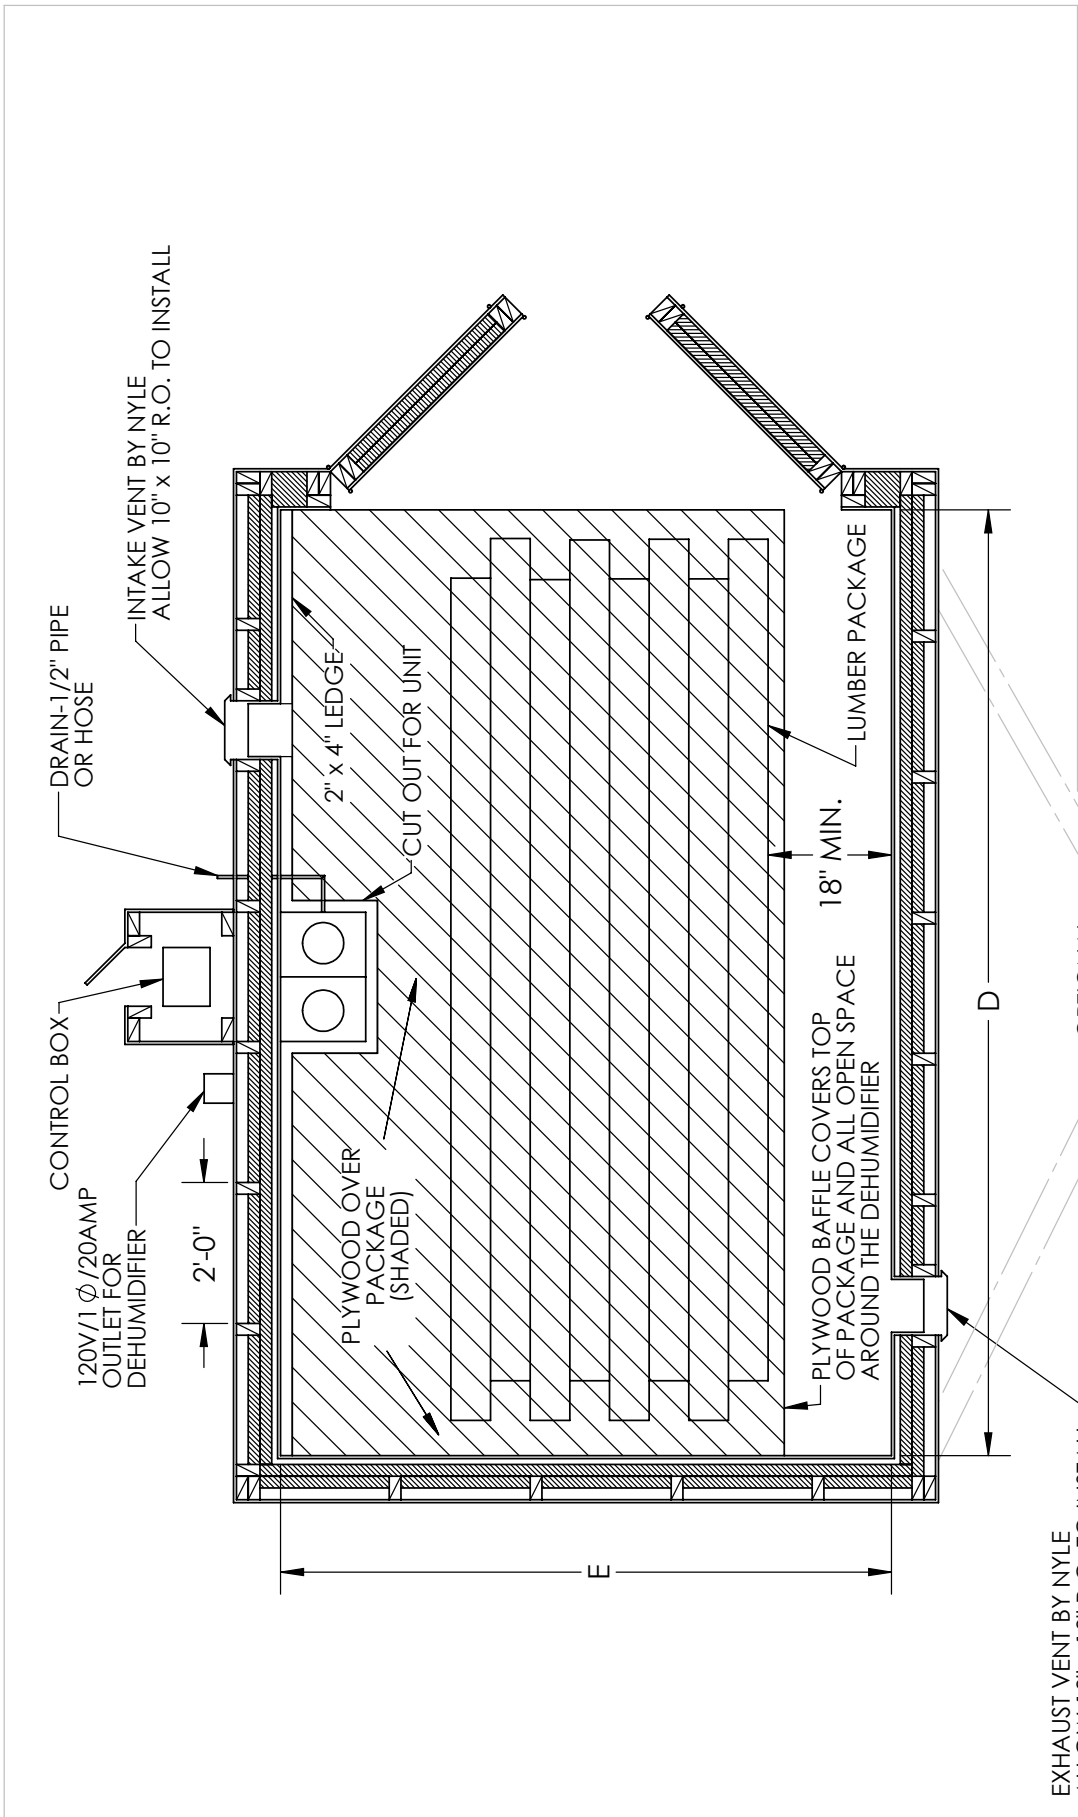 120V/1 Ø /20AMP
OUTLET FOR
DEHUMIDIFIER
CONTROL BOX
DRAIN-1/2" PIPE
OR HOSE
INTAKE VENT BY NYLE
ALLOW 10" x 10" R.O. TO INSTALL
2'-0"
2" x 4" LEDGE
CUT OUT FOR UNIT
PLYWOOD OVER
PACKAGE
(SHADED)
LUMBER PACKAGE
18" MIN.
PLYWOOD BAFFLE COVERS TOP
OF PACKAGE AND ALL OPEN SPACE
AROUND THE DEHUMIDIFIER
D
E
EXHAUST VENT BY NYLE